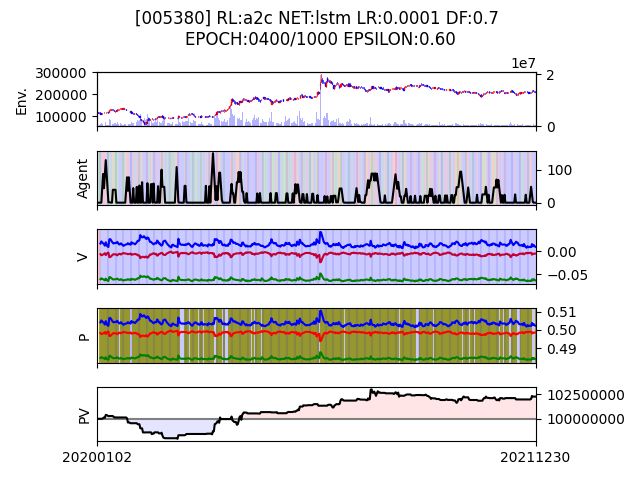 [005380] RL:a2c NET:lstm LR:0.0001 DF:0.7
EPOCH:0400/1000 EPSILON:0.60
1e7
300000
200000
100000
Env.
2
0
Agent
100
0
V
0.00
−0.05
P
0.51
0.50
0.49
PV
102500000
100000000
20200102
20211230